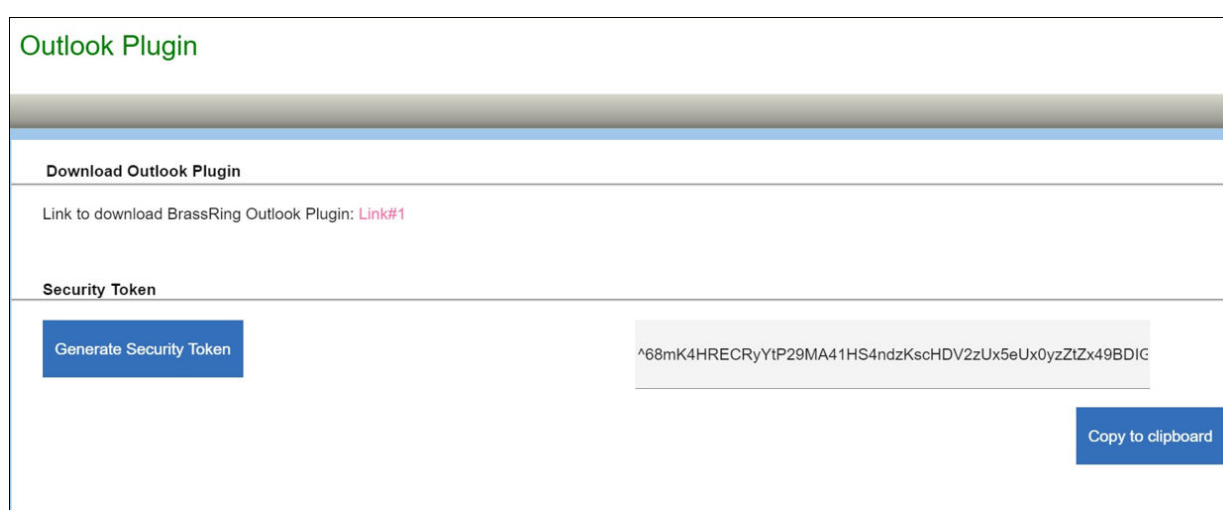 Outlook Plugin
Download Outlook Plugin
Link to download BrassRing Outlook Plugin: Link#1
Security Token
Generate Security Token
^68mK4HRECRyYtP29MA41HS4ndzKscHDV2zUx5eUx0yzZtZx49BDIG
Copy to clipboard